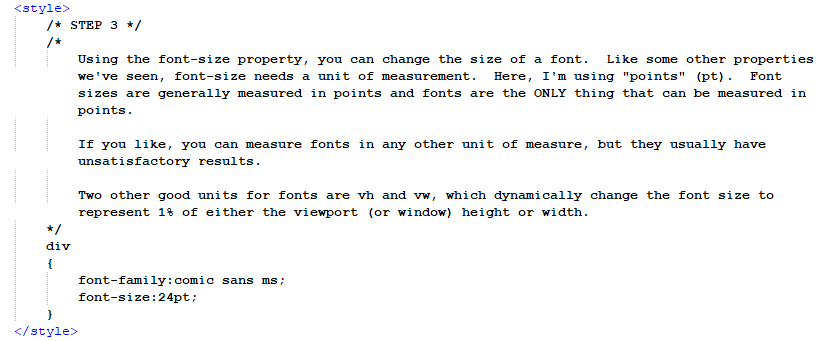 <style>
/* STEP 3 */
/*
Using the font-size property, you can change the size of a font.  Like some other properties
we've seen, font-size needs a unit of measurement.  Here, I'm using "points" (pt).  Font
sizes are generally measured in points and fonts are the ONLY thing that can be measured in
points.
If you like, you can measure fonts in any other unit of measure, but they usually have
unsatisfactory results.
Two other good units for fonts are vh and vw, which dynamically change the font size to
represent 1% of either the viewport (or window) height or width.
*/
div
{
font-family:comic sans ms;
font-size:24pt;
}
</style>